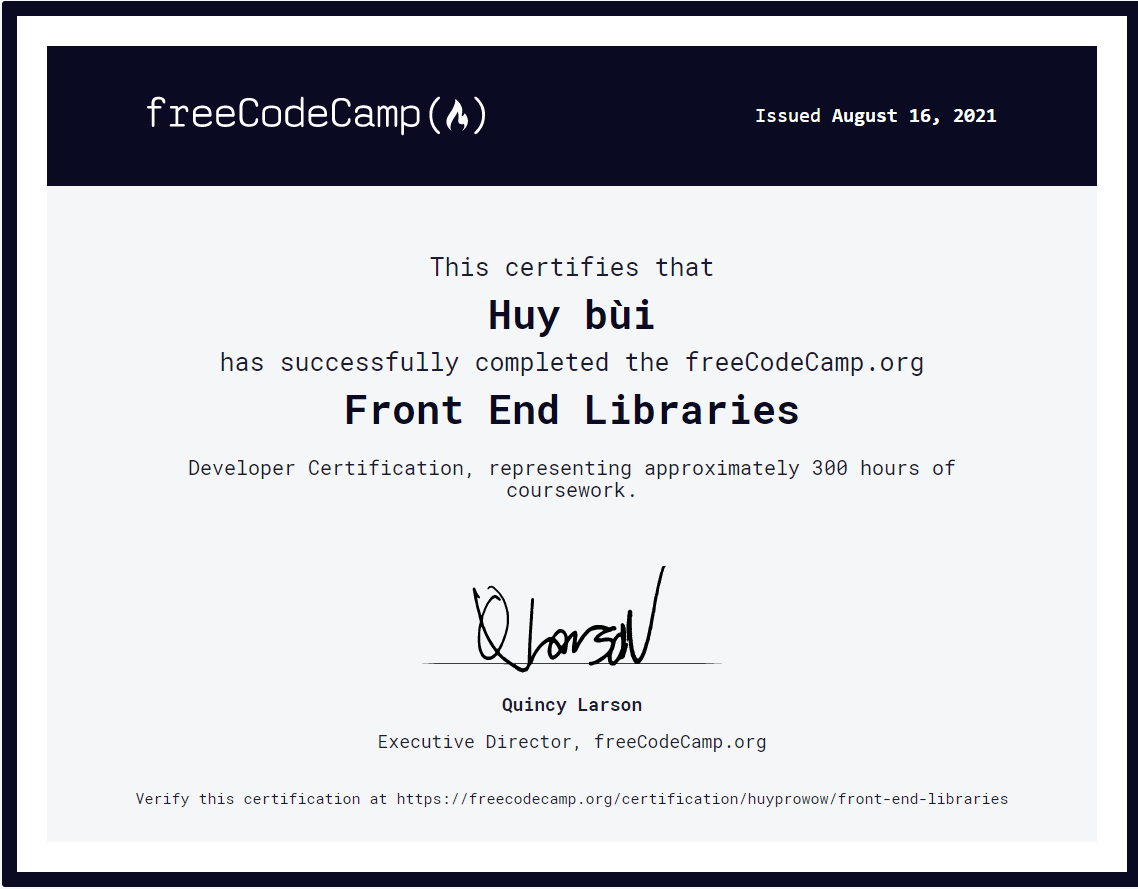 freeCodeCamp(🔥)
Issued August 16, 2021
This certifies that
Huy bùi
has successfully completed the freeCodeCamp.org
Front End Libraries
Developer Certification, representing approximately 300 hours of
coursework.
Q Larson
Quincy Larson
Executive Director, freeCodeCamp.org
Verify this certification at https://freecodecamp.org/certification/huyprowow/front-end-libraries